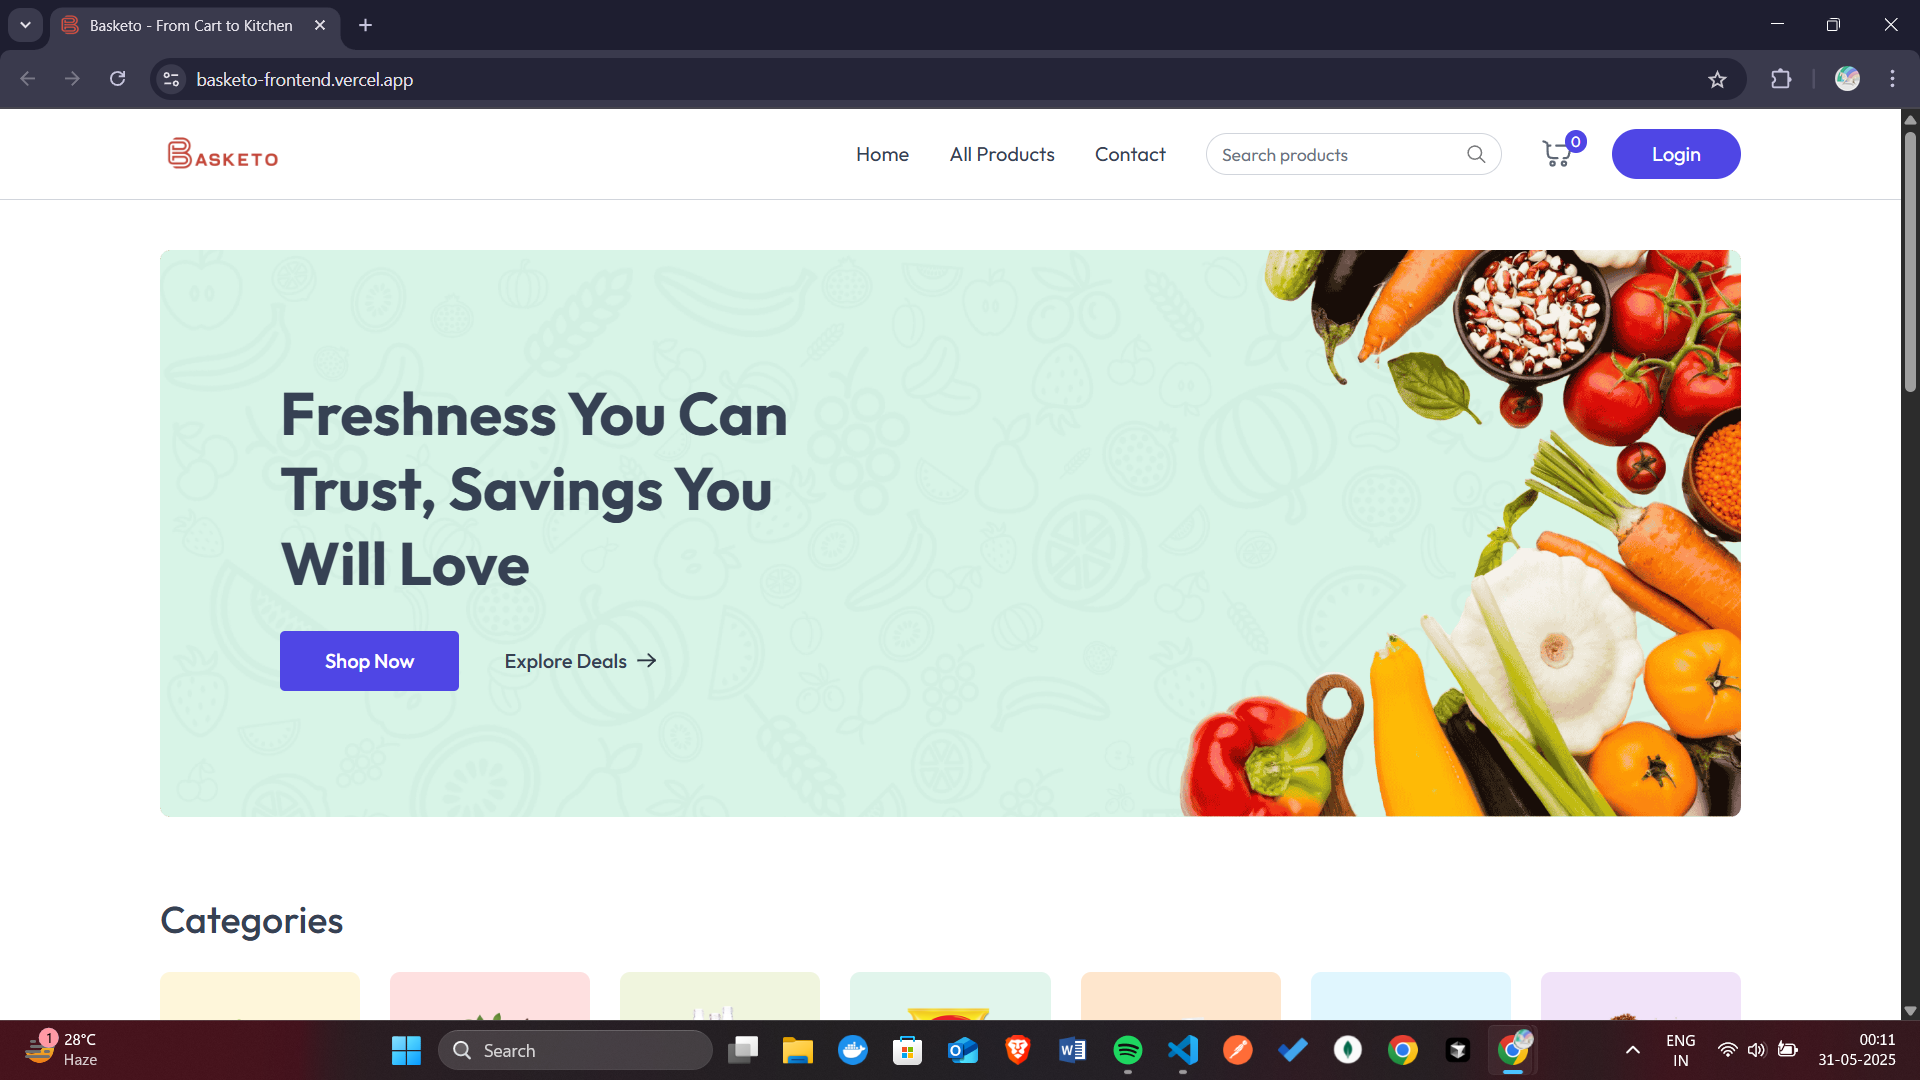 Basketo - From Cart to Kitchen
basketo-frontend.vercel.app
BASKETO
Home
All Products
Contact
Search products
0
Login
Freshness You Can
Trust, Savings You
Will Love
Shop Now
Explore Deals
Categories
1
28°C
Haze
Search
ENG
IN
00:11
31-05-2025